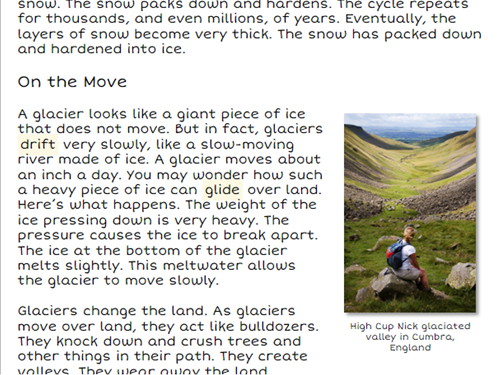 snow. The snow packs down and hardens. The cycle repeats
for thousands, and even millions, of years. Eventually, the
layers of snow become very thick. The snow has packed down
and hardened into ice.
On the Move
A glacier looks like a giant piece of ice
that does not move. But in fact, glaciers
drift very slowly, like a slow-moving
river made of ice. A glacier moves about
an inch a day. You may wonder how such
a heavy piece of ice can glide over land.
Here's what happens. The weight of the
ice pressing down is very heavy. The
pressure causes the ice to break apart.
The ice at the bottom of the glacier
melts slightly. This meltwater allows
the glacier to move slowly.
Glaciers change the land. As glaciers
move over land, they act like bulldozers.
They knock down and crush trees and
other things in their path. They create
valleys. They wear away the land
High Cup Nick glaciated
valley in Cumbra,
England